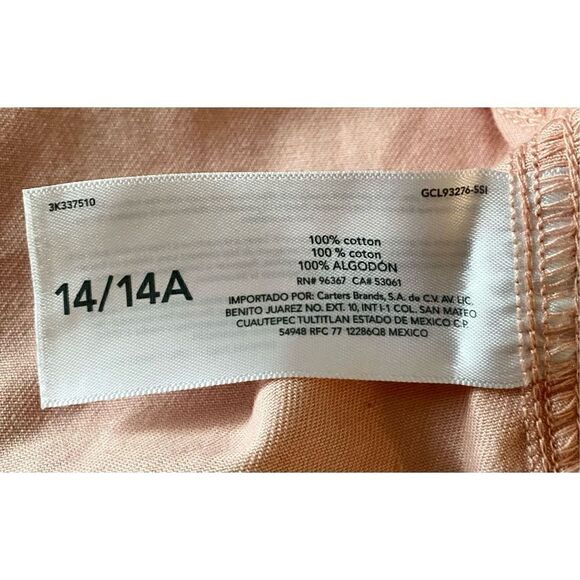 3K337510
GCL93276-5SI
14/14A
100% cotton
100 % coton
100% ALGODÓN
RN# 96367 CA# 53061
IMPORTADO POR: Carters Brands, S.A. de C.V. AV. LIC.
BENITO JUAREZ NO. EXT. 10, INT I-1 COL. SAN MATEO
CUAUTEPEC TULTITLAN ESTADO DE MEXICO C.P.
54948 RFC 77 12286Q8 MEXICO